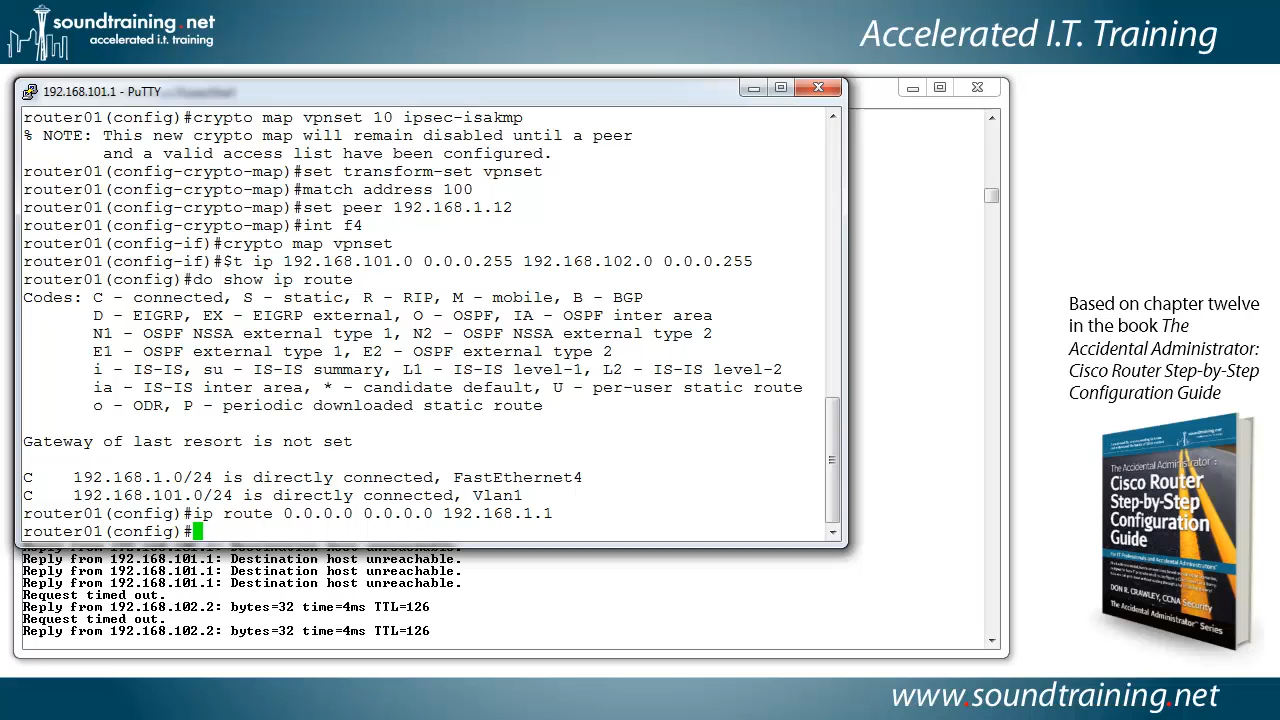 soundtraining.net
accelerated i.t. training
Accelerated I.T. Training
192.168.101.1 - PuTTY
router01(config)#crypto map vpnset 10 ipsec-isakmp
% NOTE: This new crypto map will remain disabled until a peer
and a valid access list have been configured.
router01(config-crypto-map)#set transform-set vpnset
router01(config-crypto-map)#match address 100
router01(config-crypto-map)#set peer 192.168.1.12
router01(config-crypto-map)#int f4
router01(config-if)#crypto map vpnset
router01(config-if)#$t ip 192.168.101.0 0.0.0.255 192.168.102.0 0.0.0.255
router01(config)#do show ip route
Codes: C - connected, S - static, R - RIP, M - mobile, B - BGP
D - EIGRP, EX - EIGRP external, O - OSPF, IA - OSPF inter area
N1 - OSPF NSSA external type 1, N2 - OSPF NSSA external type 2
E1 - OSPF external type 1, E2 - OSPF external type 2
i - IS-IS, su - IS-IS summary, L1 - IS-IS level-1, L2 - IS-IS level-2
ia - IS-IS inter area, * - candidate default, U - per-user static route
o - ODR, P - periodic downloaded static route
Gateway of last resort is not set
C 192.168.1.0/24 is directly connected, FastEthernet4
C 192.168.101.0/24 is directly connected, Vlan1
router01(config)#ip route 0.0.0.0 0.0.0.0 192.168.1.1
router01(config)#
Reply from 192.168.101.1: Destination host unreachable.
Reply from 192.168.101.1: Destination host unreachable.
Reply from 192.168.101.1: Destination host unreachable.
Request timed out.
Reply from 192.168.102.2: bytes=32 time=4ms TTL=126
Request timed out.
Reply from 192.168.102.2: bytes=32 time=4ms TTL=126
Based on chapter twelve
in the book The
Accidental Administrator:
Cisco Router Step-by-Step
Configuration Guide
The Accidental Administrator:
Cisco Router
Step-by-Step
Configuration
Guide
DON R. CRAWLEY, CCNA Security
The Accidental Administrator Series
www.soundtraining.net